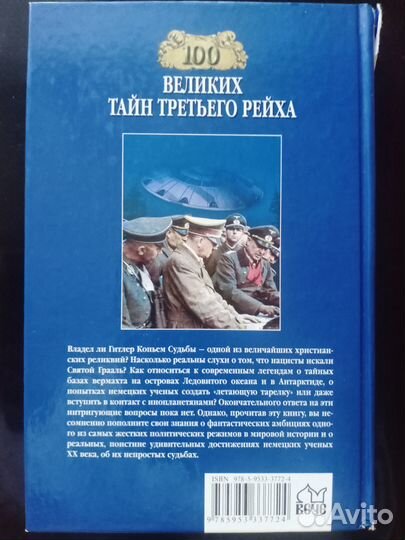 100
ВЕЛИКИХ
ТАЙН ТРЕТЬЕГО РЕЙХА
Владел ли Гитлер Копьем Судьбы — одной из величайших христиан-
ских реликвий? Насколько реальны слухи о том, что нацисты искали
Святой Грааль? Как относиться к современным легендам о тайных
базах вермахта на островах Ледовитого океана и в Антарктиде, о
попытках немецких ученых создать «летающую тарелку» или даже
вступить в контакт с инопланетянами? Окончательного ответа на эти
интригующие вопросы пока нет. Однако, прочитав эту книгу, вы не-
сомненно пополните свои знания о фантастических амбициях одно-
го из самых жестких политических режимов в мировой истории и о
реальных, поистине удивительных достижениях немецких ученых
XX века, об их непростых судьбах.
ISBN 978-5-9533-3772-4
9 785953 337724
ВЕЧЕ
Avito